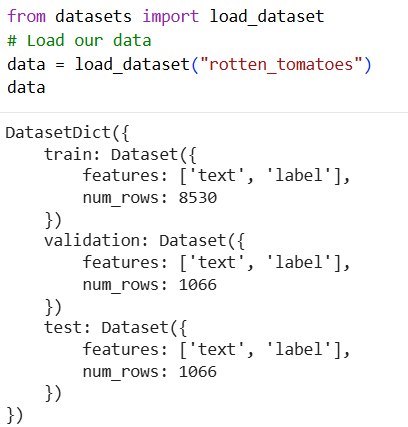 from datasets import load_dataset
# Load our data
data = load_dataset("rotten_tomatoes")
data
DatasetDict({
    train: Dataset({
        features: ['text', 'label'],
        num_rows: 8530
    })
    validation: Dataset({
        features: ['text', 'label'],
        num_rows: 1066
    })
    test: Dataset({
        features: ['text', 'label'],
        num_rows: 1066
    })
})